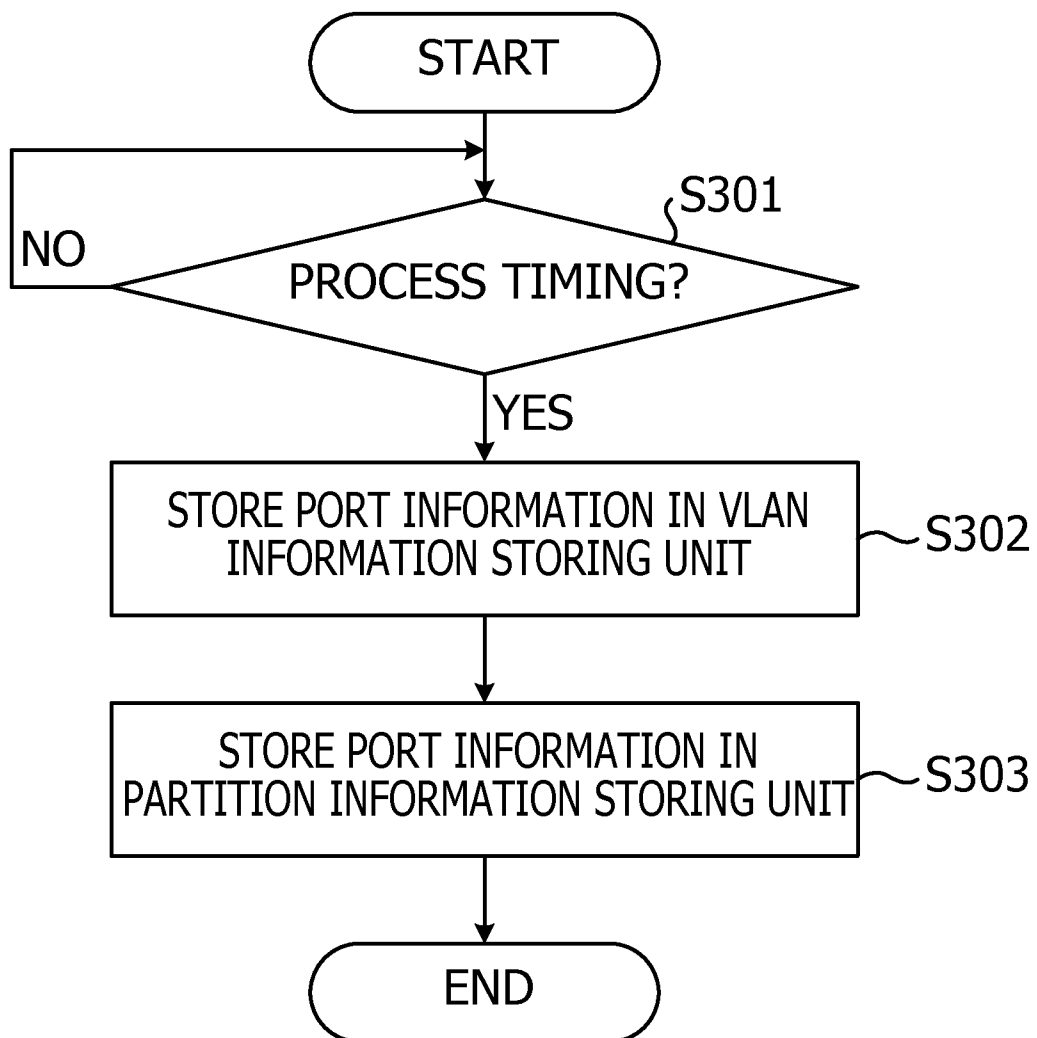 START
S301
NO
PROCESS TIMING?
YES
STORE PORT INFORMATION IN VLAN
INFORMATION STORING UNIT
S302
STORE PORT INFORMATION IN
PARTITION INFORMATION STORING UNIT
S303
END